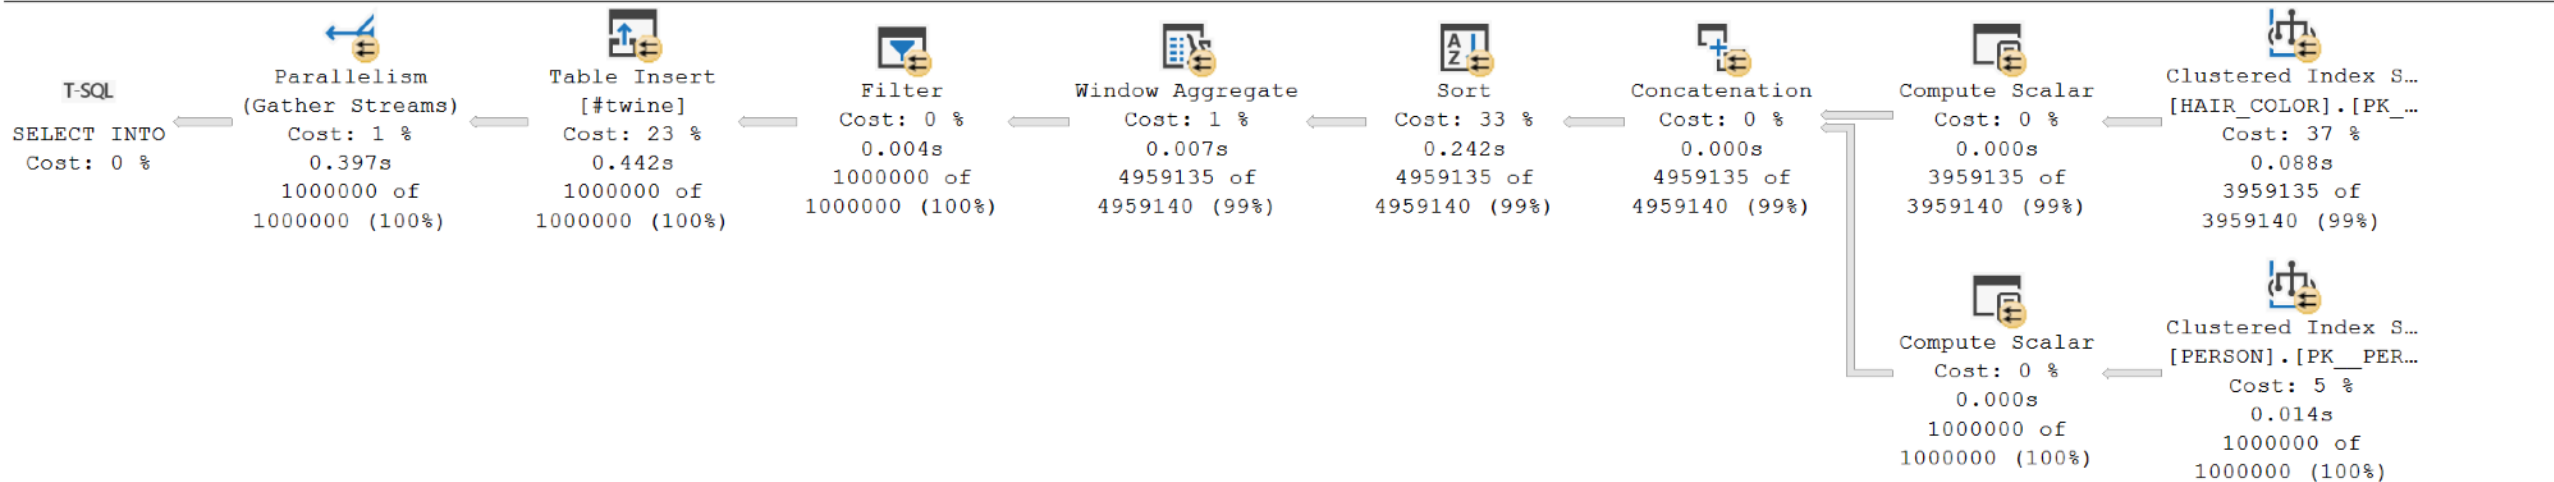 T-SQL
SELECT INTO
Cost: 0 %
Parallelism
(Gather Streams)
Cost: 1 %
0.397s
1000000 of
1000000 (100%)
Table Insert
[#twine]
Cost: 23 %
0.442s
1000000 of
1000000 (100%)
Filter
Cost: 0 %
0.004s
1000000 of
1000000 (100%)
Window Aggregate
Cost: 1 %
0.007s
4959135 of
4959140 (99%)
A
Z
Sort
Cost: 33 %
0.242s
4959135 of
4959140 (99%)
Concatenation
Cost: 0 %
0.000s
4959135 of
4959140 (99%)
Compute Scalar
Cost: 0 %
0.000s
3959135 of
3959140 (99%)
Clustered Index S…
[HAIR_COLOR].[PK_…
Cost: 37 %
0.088s
3959135 of
3959140 (99%)
Compute Scalar
Cost: 0 %
0.000s
1000000 of
1000000 (100%)
Clustered Index S…
[PERSON].[PK__PER…
Cost: 5 %
0.014s
1000000 of
1000000 (100%)